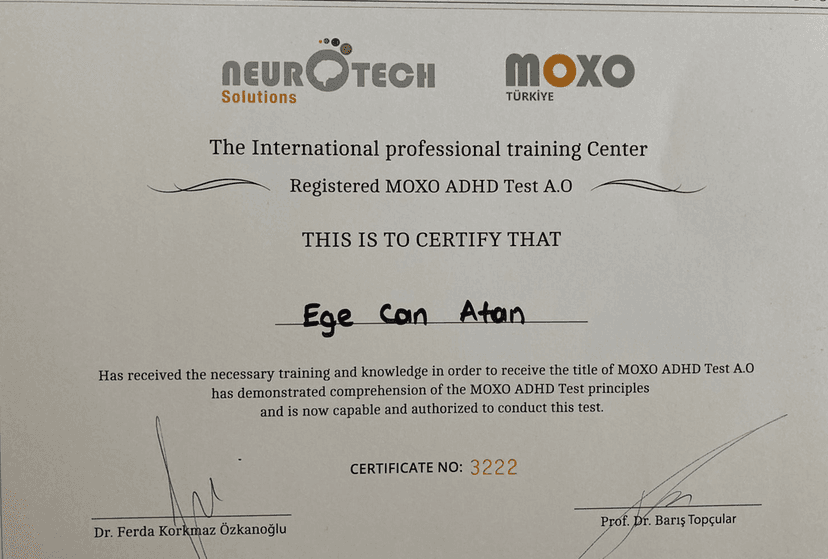 NEUROTECH
Solutions
MOXO
TÜRKİYE
The International professional training Center
Registered MOXO ADHD Test A.O
THIS IS TO CERTIFY THAT
Ege Can Atan
Has received the necessary training and knowledge in order to receive the title of MOXO ADHD Test A.O
has demonstrated comprehension of the MOXO ADHD Test principles
and is now capable and authorized to conduct this test.
CERTIFICATE NO: 3222
Dr. Ferda Korkmaz Özkanoğlu
Prof. Dr. Barış Topçular